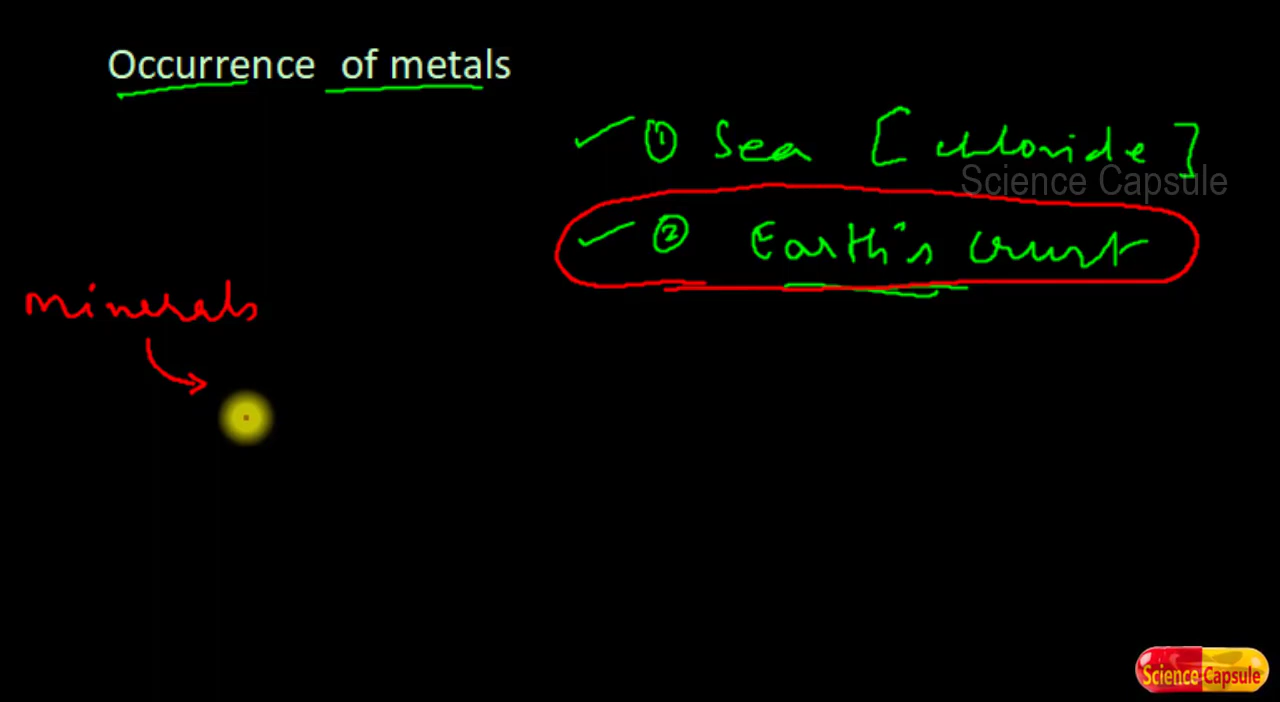 Occurrence of metals
① Sea [chloride]
Science Capsule
② Earth's crust
minerals
Science Capsule